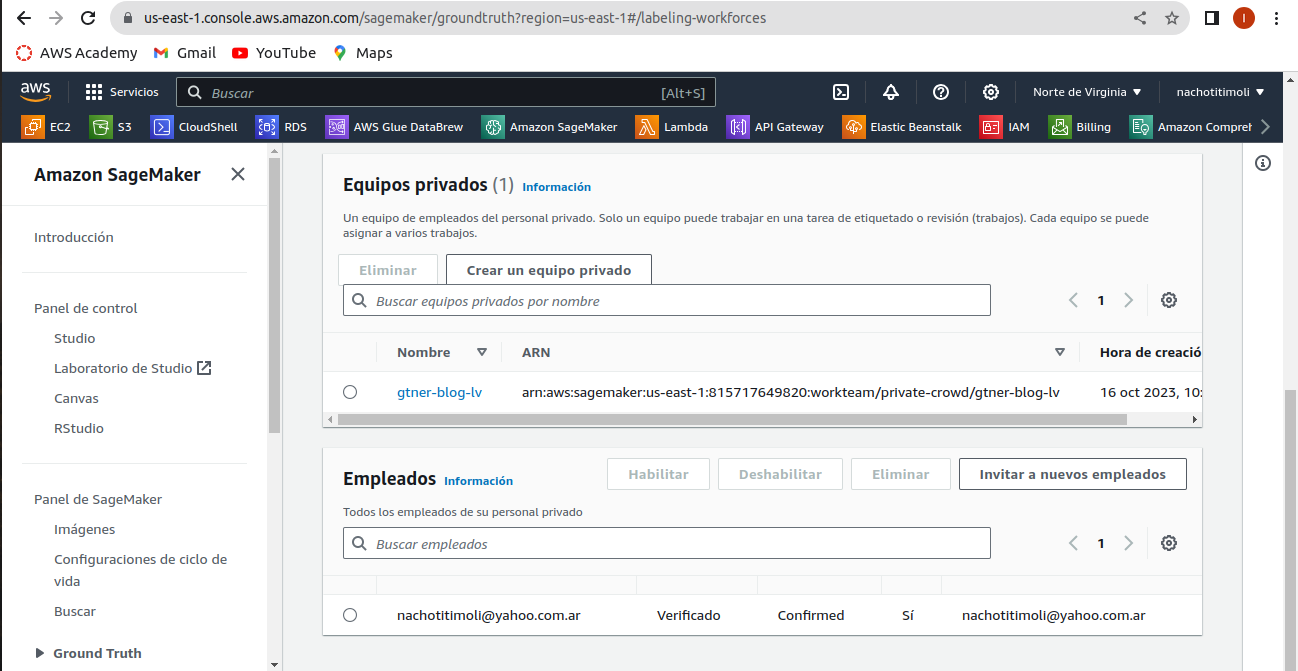 us-east-1.console.aws.amazon.com/sagemaker/groundtruth?region=us-east-1#/labeling-workforces
I
AWS Academy Gmail YouTube Maps
aws Servicios Buscar [Alt+S] Norte de Virginia nachotitimoli
EC2 S3 CloudShell RDS AWS Glue DataBrew Amazon SageMaker Lambda API Gateway Elastic Beanstalk IAM Billing Amazon Compreh
Amazon SageMaker
Introducción
Panel de control
Studio
Laboratorio de Studio
Canvas
RStudio
Panel de SageMaker
Imágenes
Configuraciones de ciclo de
vida
Buscar
Ground Truth
Equipos privados (1) Información
Un equipo de empleados del personal privado. Solo un equipo puede trabajar en una tarea de etiquetado o revisión (trabajos). Cada equipo se puede
asignar a varios trabajos.
Eliminar Crear un equipo privado
Buscar equipos privados por nombre 1
Nombre ARN Hora de creació
gtner-blog-lv arn:aws:sagemaker:us-east-1:815717649820:workteam/private-crowd/gtner-blog-lv 16 oct 2023, 10:
Empleados Información Habilitar Deshabilitar Eliminar Invitar a nuevos empleados
Todos los empleados de su personal privado
Buscar empleados 1
nachotitimoli@yahoo.com.ar Verificado Confirmed Sí nachotitimoli@yahoo.com.ar